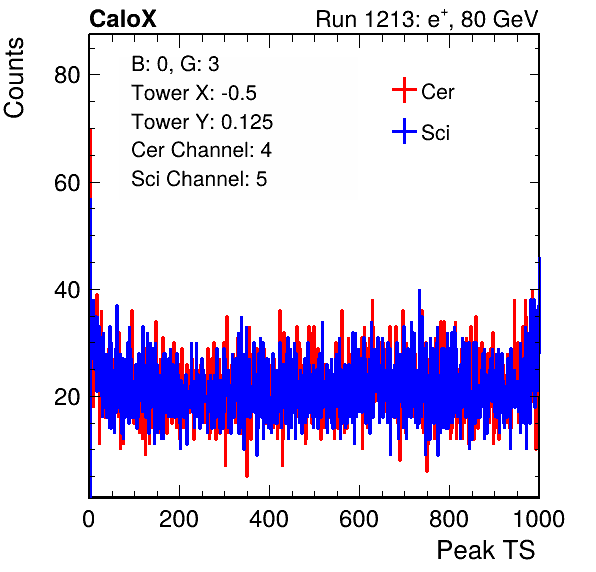 CaloX Run 1213: e⁺, 80 GeV
Counts
B: 0, G: 3
Tower X: -0.5
Tower Y: 0.125
Cer Channel: 4
Sci Channel: 5
Cer
Sci
80
60
40
20
0 200 400 600 800 1000
Peak TS